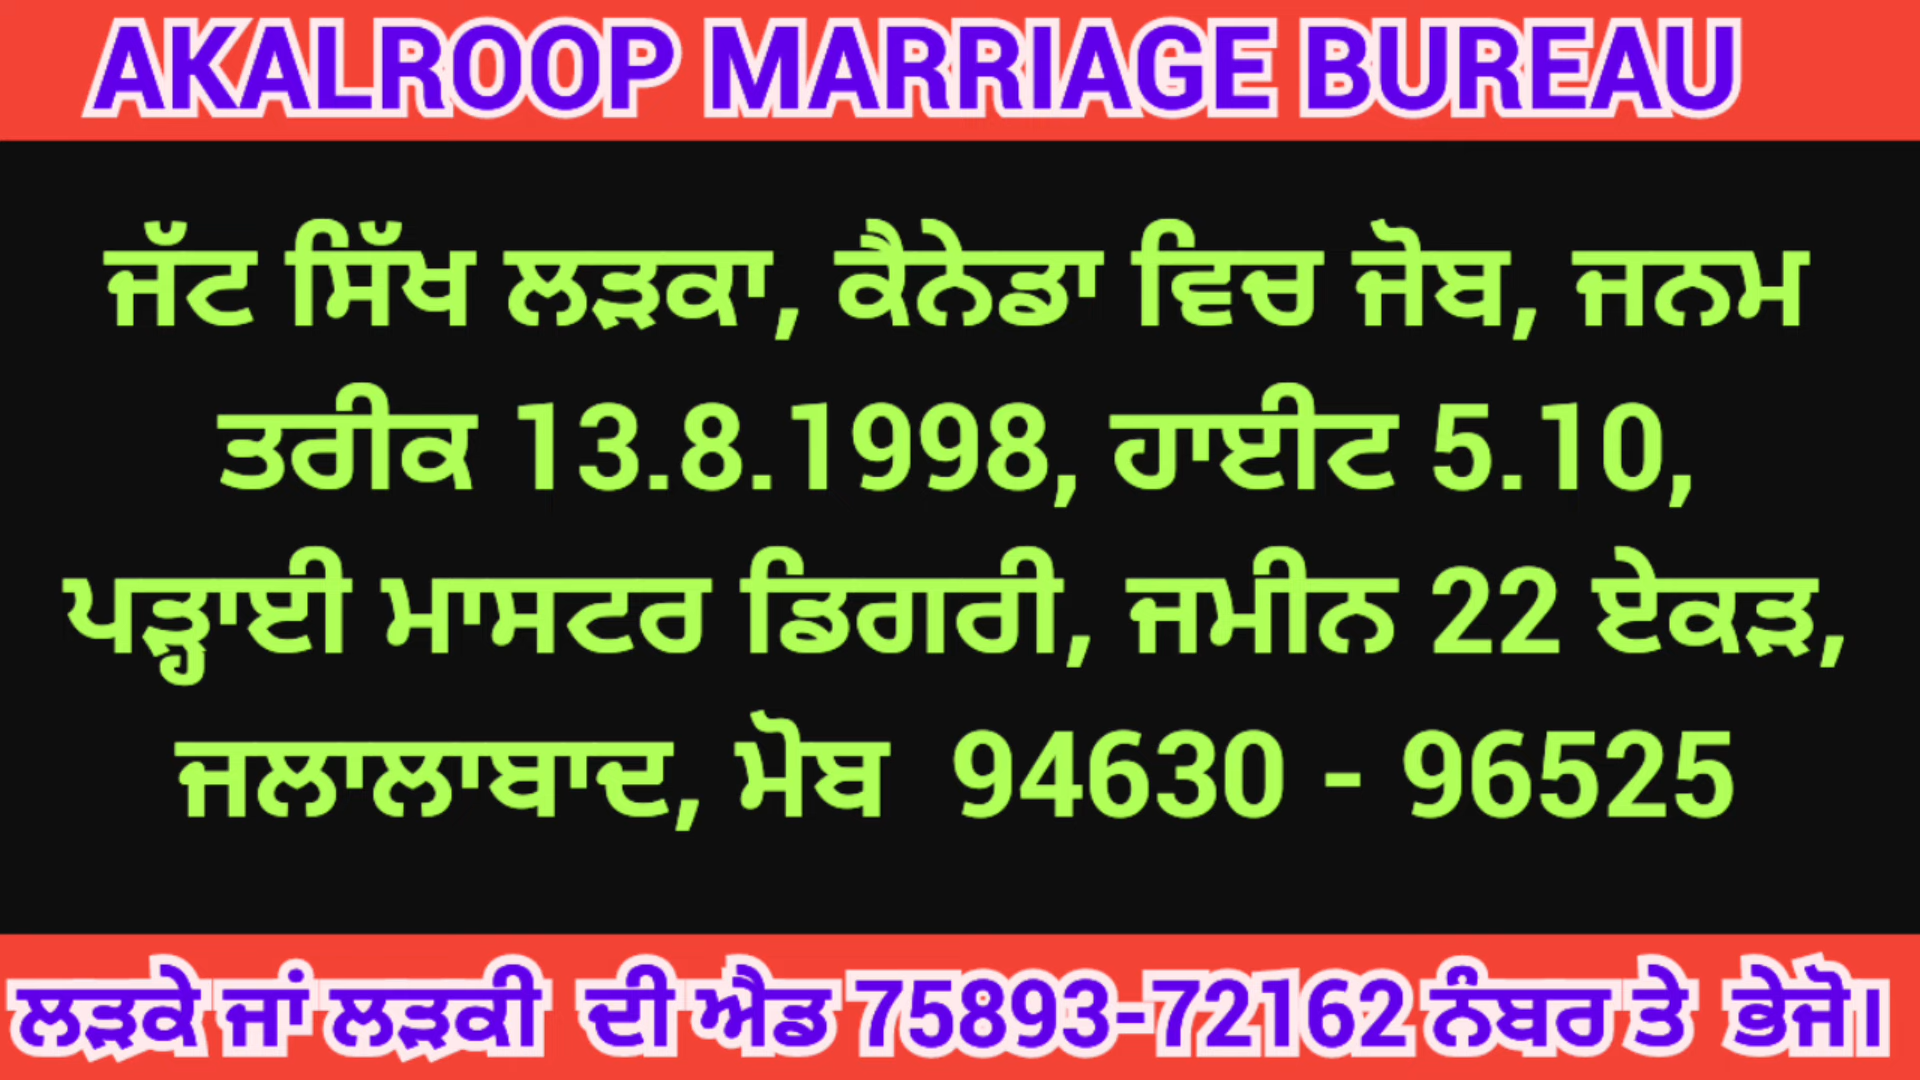 AKALROOP MARRIAGE BUREAU
ਜੱਟ ਸਿੱਖ ਲੜਕਾ, ਕੈਨੇਡਾ ਵਿਚ ਜੋਬ, ਜਨਮ
ਤਰੀਕ 13.8.1998, ਹਾਈਟ 5.10,
ਪੜ੍ਹਾਈ ਮਾਸਟਰ ਡਿਗਰੀ, ਜਮੀਨ 22 ਏਕੜ,
ਜਲਾਲਾਬਾਦ, ਮੋਬ 94630 - 96525
ਲੜਕੇ ਜਾਂ ਲੜਕੀ ਦੀ ਐਡ 75893-72162 ਨੰਬਰ ਤੇ ਭੇਜੋ।